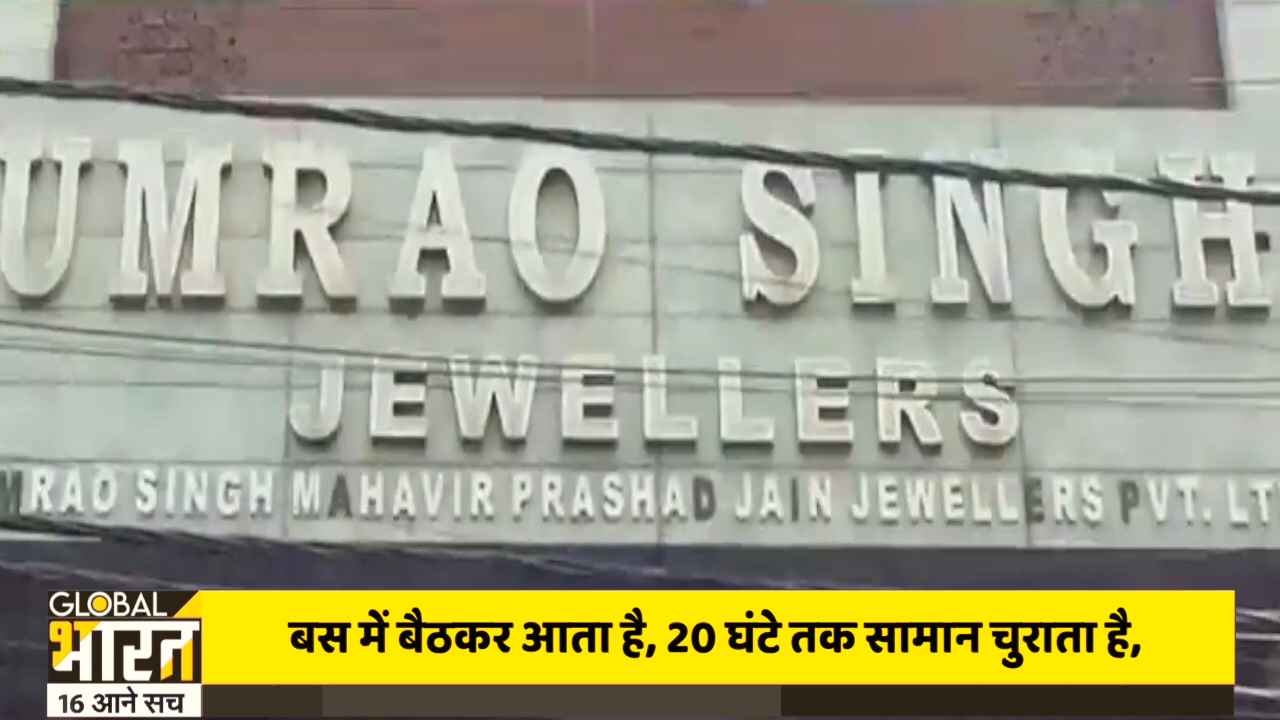 UMRAO SINGH
JEWELLERS
MRAO SINGH MAHAVIR PRASHAD JAIN JEWELLERS PVT. LT
GLOBAL
भारत
16 आने सच
बस में बैठकर आता है, 20 घंटे तक सामान चुराता है,